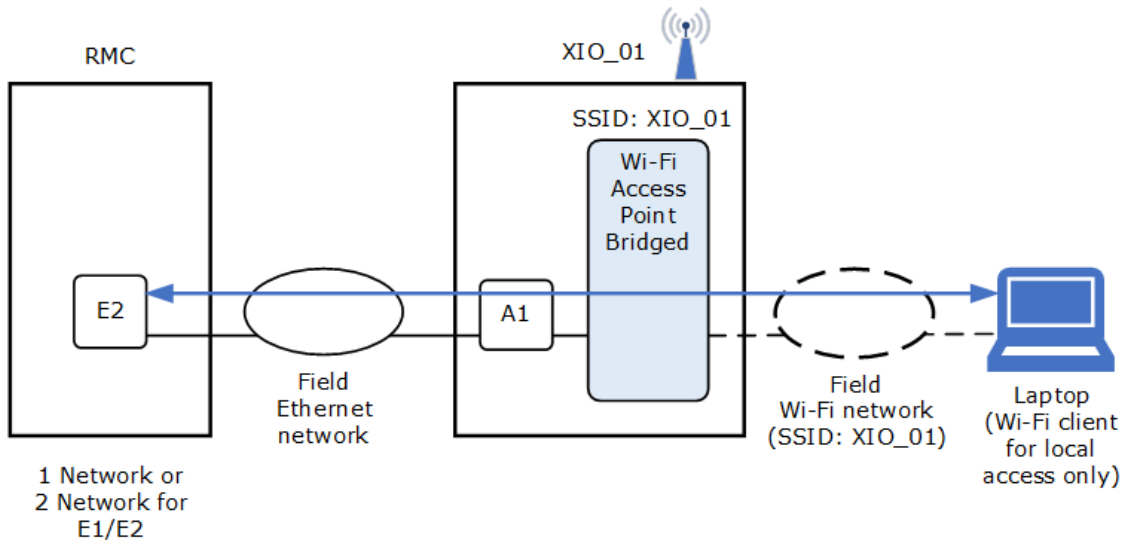 RMC
XIO_01
SSID: XIO_01
Wi-Fi
Access
Point
Bridged
E2
A1
Field
Ethernet
network
Field
Wi-Fi network
(SSID: XIO_01)
Laptop
(Wi-Fi client
for local
access only)
1 Network or
2 Network for
E1/E2